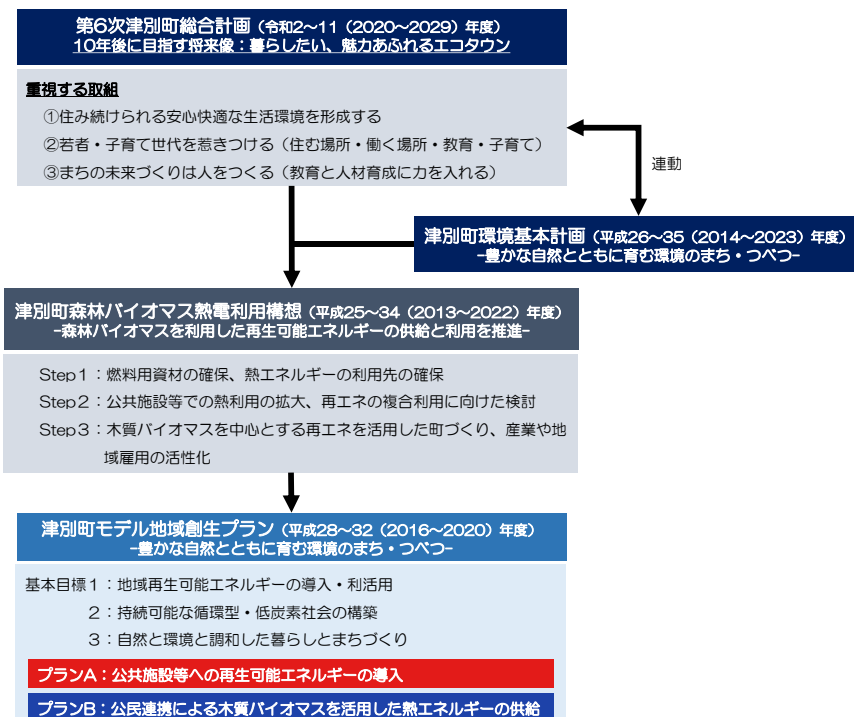 第6次津別町総合計画（令和2～11（2020～2029）年度）
10年後に目指す将来像：暮らしたい、魅力あふれるエコタウン
重視する取組
①住み続けられる安心快適な生活環境を形成する
②若者・子育て世代を惹きつける（住む場所・働く場所・教育・子育て）
③まちの未来づくりは人をつくる（教育と人材育成に力を入れる）
連動
津別町環境基本計画（平成26～35（2014～2023）年度）
-豊かな自然とともに育む環境のまち・つべつ-
津別町森林バイオマス熱電利用構想（平成25～34（2013～2022）年度）
-森林バイオマスを利用した再生可能エネルギーの供給と利用を推進-
Step１：燃料用資材の確保、熱エネルギーの利用先の確保
Step２：公共施設等での熱利用の拡大、再エネの複合利用に向けた検討
Step３：木質バイオマスを中心とする再エネを活用した町づくり、産業や地
域雇用の活性化
津別町モデル地域創生プラン（平成28～32（2016～2020）年度）
-豊かな自然とともに育む環境のまち・つべつ-
基本目標１：地域再生可能エネルギーの導入・利活用
２：持続可能な循環型・低炭素社会の構築
３：自然と環境と調和した暮らしとまちづくり
プランA：公共施設等への再生可能エネルギーの導入
プランB：公民連携による木質バイオマスを活用した熱エネルギーの供給